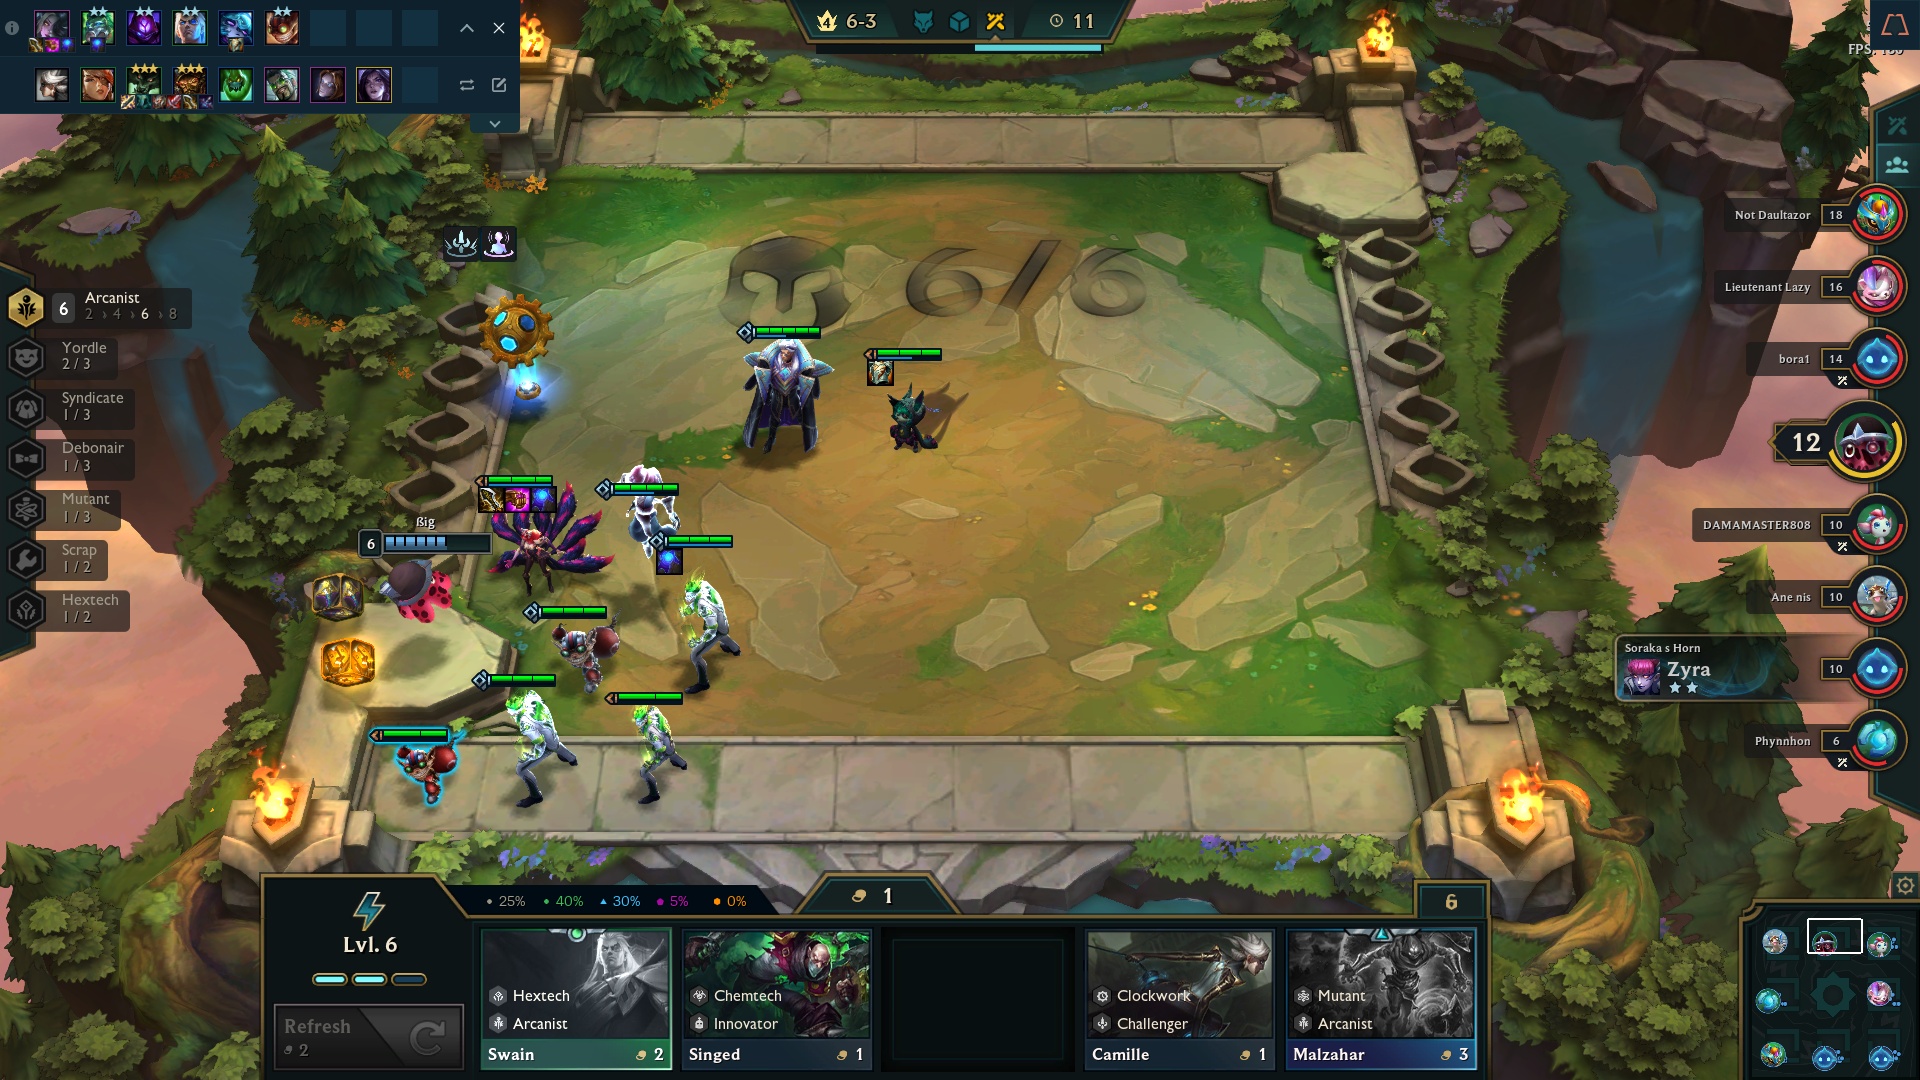 4 6-3 11
FPS:
6/6
6 Arcanist
2 › 4 › 6 › 8
Yordle
2 / 3
Syndicate
1 / 3
Debonair
1 / 3
Mutant
1 / 3
Scrap
1 / 2
Hextech
1 / 2
ßig
6
Not Daultazor 18
Lieutenant Lazy 16
bora1 14
12
DAMAMASTER808 10
Ane nis 10
Soraka s Horn
Zyra
10
Phynnhon 6
25% 40% 30% 5% 0%
1
6
Lvl. 6
Refresh
2
Hextech
Arcanist
Swain 2
Chemtech
Innovator
Singed 1
Clockwork
Challenger
Camille 1
Mutant
Arcanist
Malzahar 3